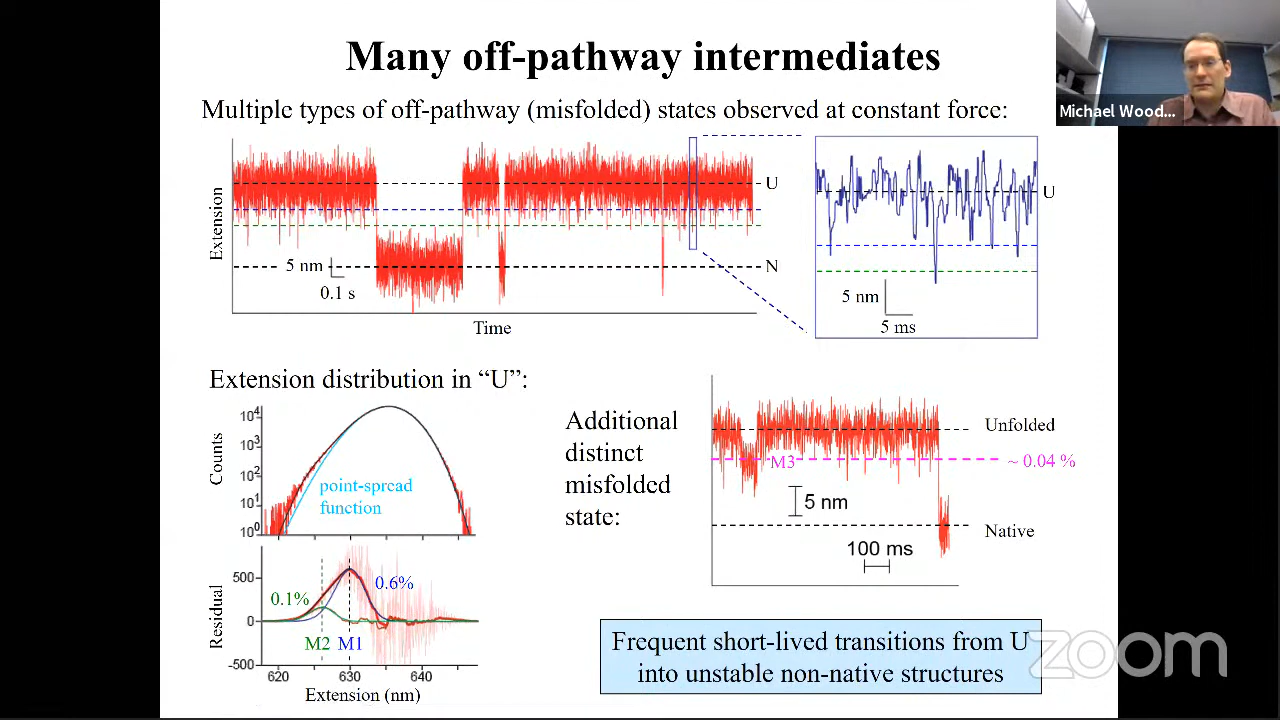 Many off-pathway intermediates
Michael Wood...
Multiple types of off-pathway (misfolded) states observed at constant force:
Extension
U
N
5 nm
0.1 s
Time
U
5 nm
5 ms
Extension distribution in “U”:
Counts
10⁴
10³
10²
10¹
10⁰
point-spread
function
Residual
500
0
-500
0.1%
0.6%
M2 M1
620 630 640
Extension (nm)
Additional
distinct
misfolded
state:
Unfolded
M3
~ 0.04 %
5 nm
Native
100 ms
Frequent short-lived transitions from U
into unstable non-native structures
zoom